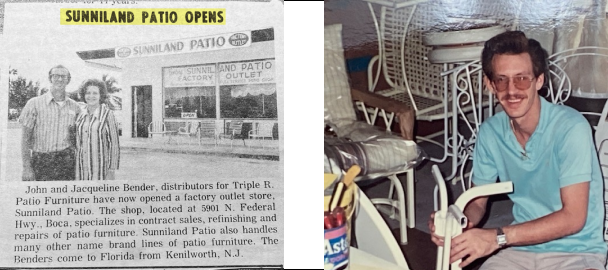 SUNNILAND PATIO OPENS
SUNNILAND PATIO
SUNNILAND PATIO
FACTORY OUTLET
OPEN
John and Jacqueline Bender, distributors for Triple R.
Patio Furniture have now opened a factory outlet store,
Sunniland Patio. The shop, located at 5901 N. Federal
Hwy., Boca, specializes in contract sales, refinishing and
repairs of patio furniture. Sunniland Patio also handles
many other name brand lines of patio furniture. The
Benders come to Florida from Kenilworth, N.J.
Ast